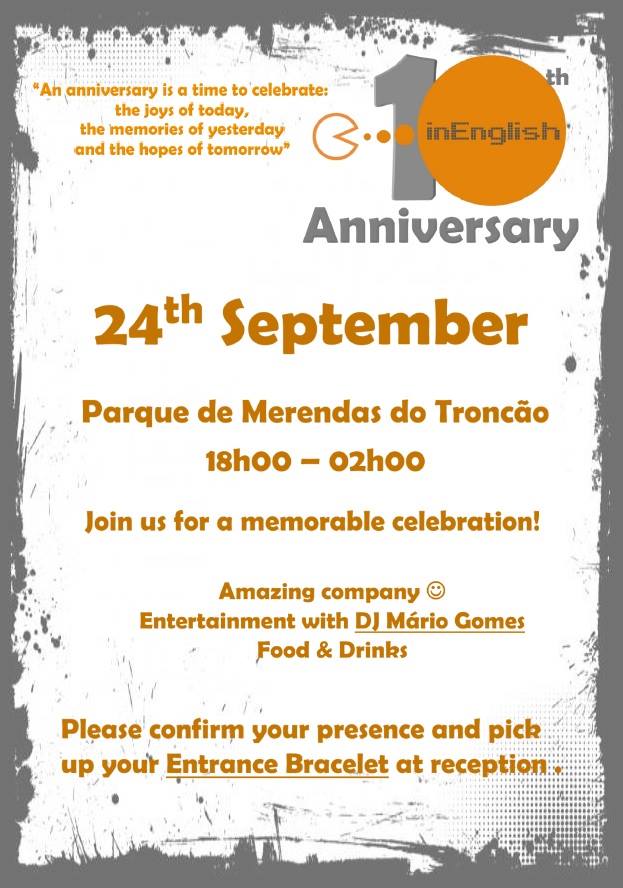 "An anniversary is a time to celebrate:
the joys of today,
the memories of yesterday
and the hopes of tomorrow"
10th
inEnglish
Anniversary
24th September
Parque de Merendas do Troncão
18h00 – 02h00
Join us for a memorable celebration!
Amazing company ☺
Entertainment with DJ Mário Gomes
Food & Drinks
Please confirm your presence and pick
up your Entrance Bracelet at reception .